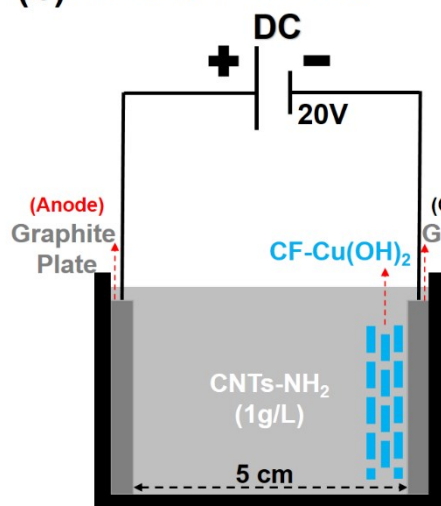 DC
+ −
20V
(Anode)
Graphite
Plate
CF-Cu(OH)₂
CNTs-NH₂
(1g/L)
5 cm